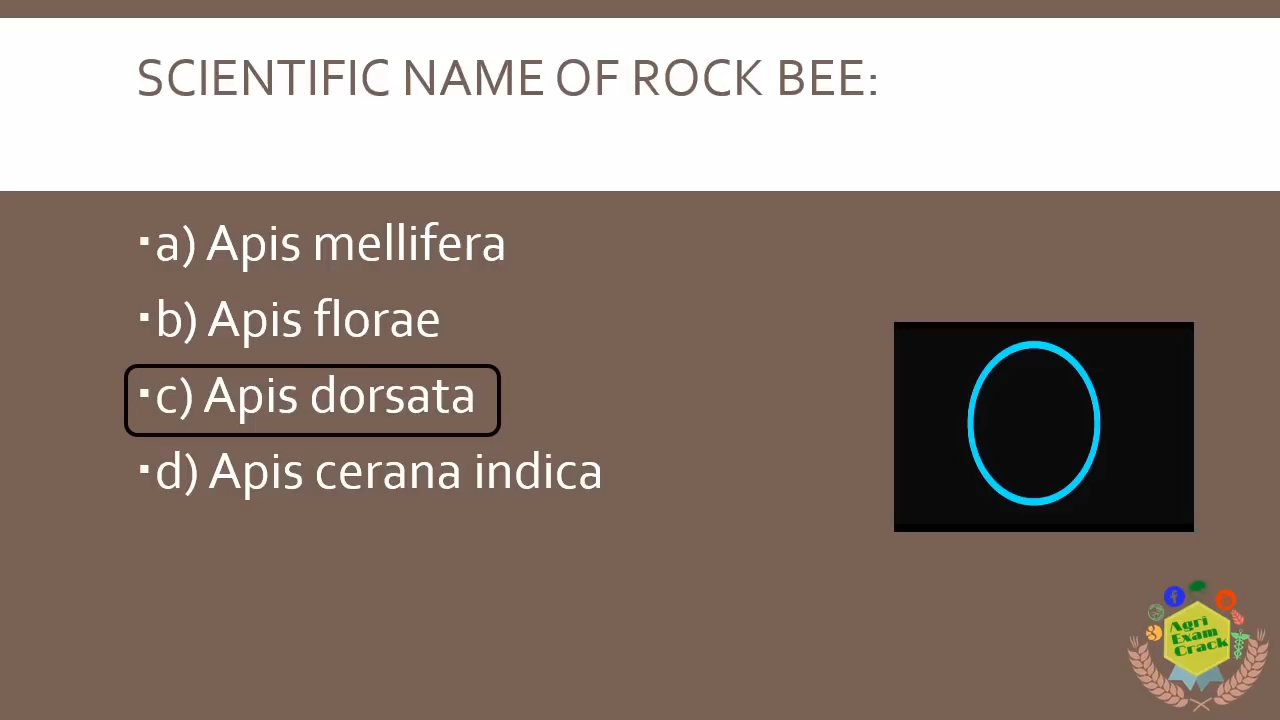 SCIENTIFIC NAME OF ROCK BEE:
▪a) Apis mellifera
▪b) Apis florae
▪c) Apis dorsata
▪d) Apis cerana indica
Agri
Exam
Crack